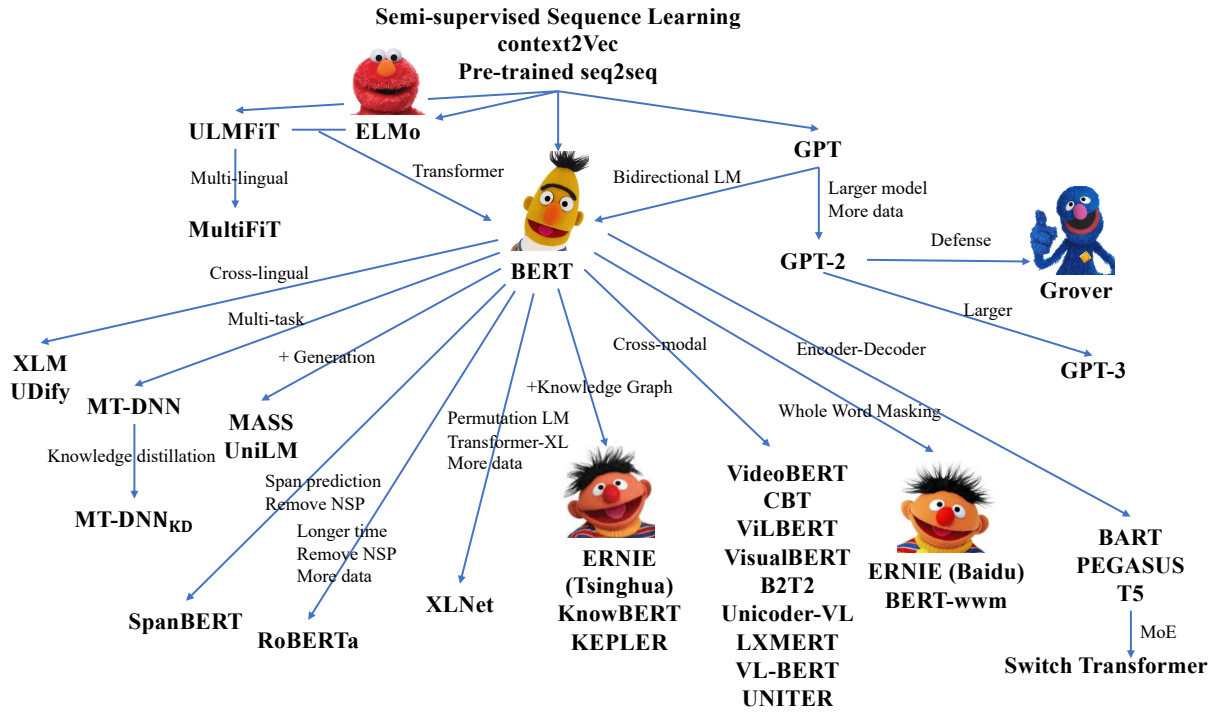 Semi-supervised Sequence Learning
context2Vec
Pre-trained seq2seq
ULMFiT
ELMo
GPT
Multi-lingual
Transformer
Bidirectional LM
Larger model
More data
MultiFiT
Defense
BERT
GPT-2
Grover
Cross-lingual
Multi-task
+ Generation
Cross-modal
Encoder-Decoder
Larger
XLM
UDify
MT-DNN
MASS
UniLM
+Knowledge Graph
Whole Word Masking
GPT-3
Permutation LM
Transformer-XL
More data
Knowledge distillation
Span prediction
Remove NSP
MT-DNNKD
Longer time
Remove NSP
More data
SpanBERT
RoBERTa
XLNet
ERNIE
(Tsinghua)
KnowBERT
KEPLER
VideoBERT
CBT
ViLBERT
VisualBERT
B2T2
Unicoder-VL
LXMERT
VL-BERT
UNITER
ERNIE (Baidu)
BERT-wwm
BART
PEGASUS
T5
MoE
Switch Transformer